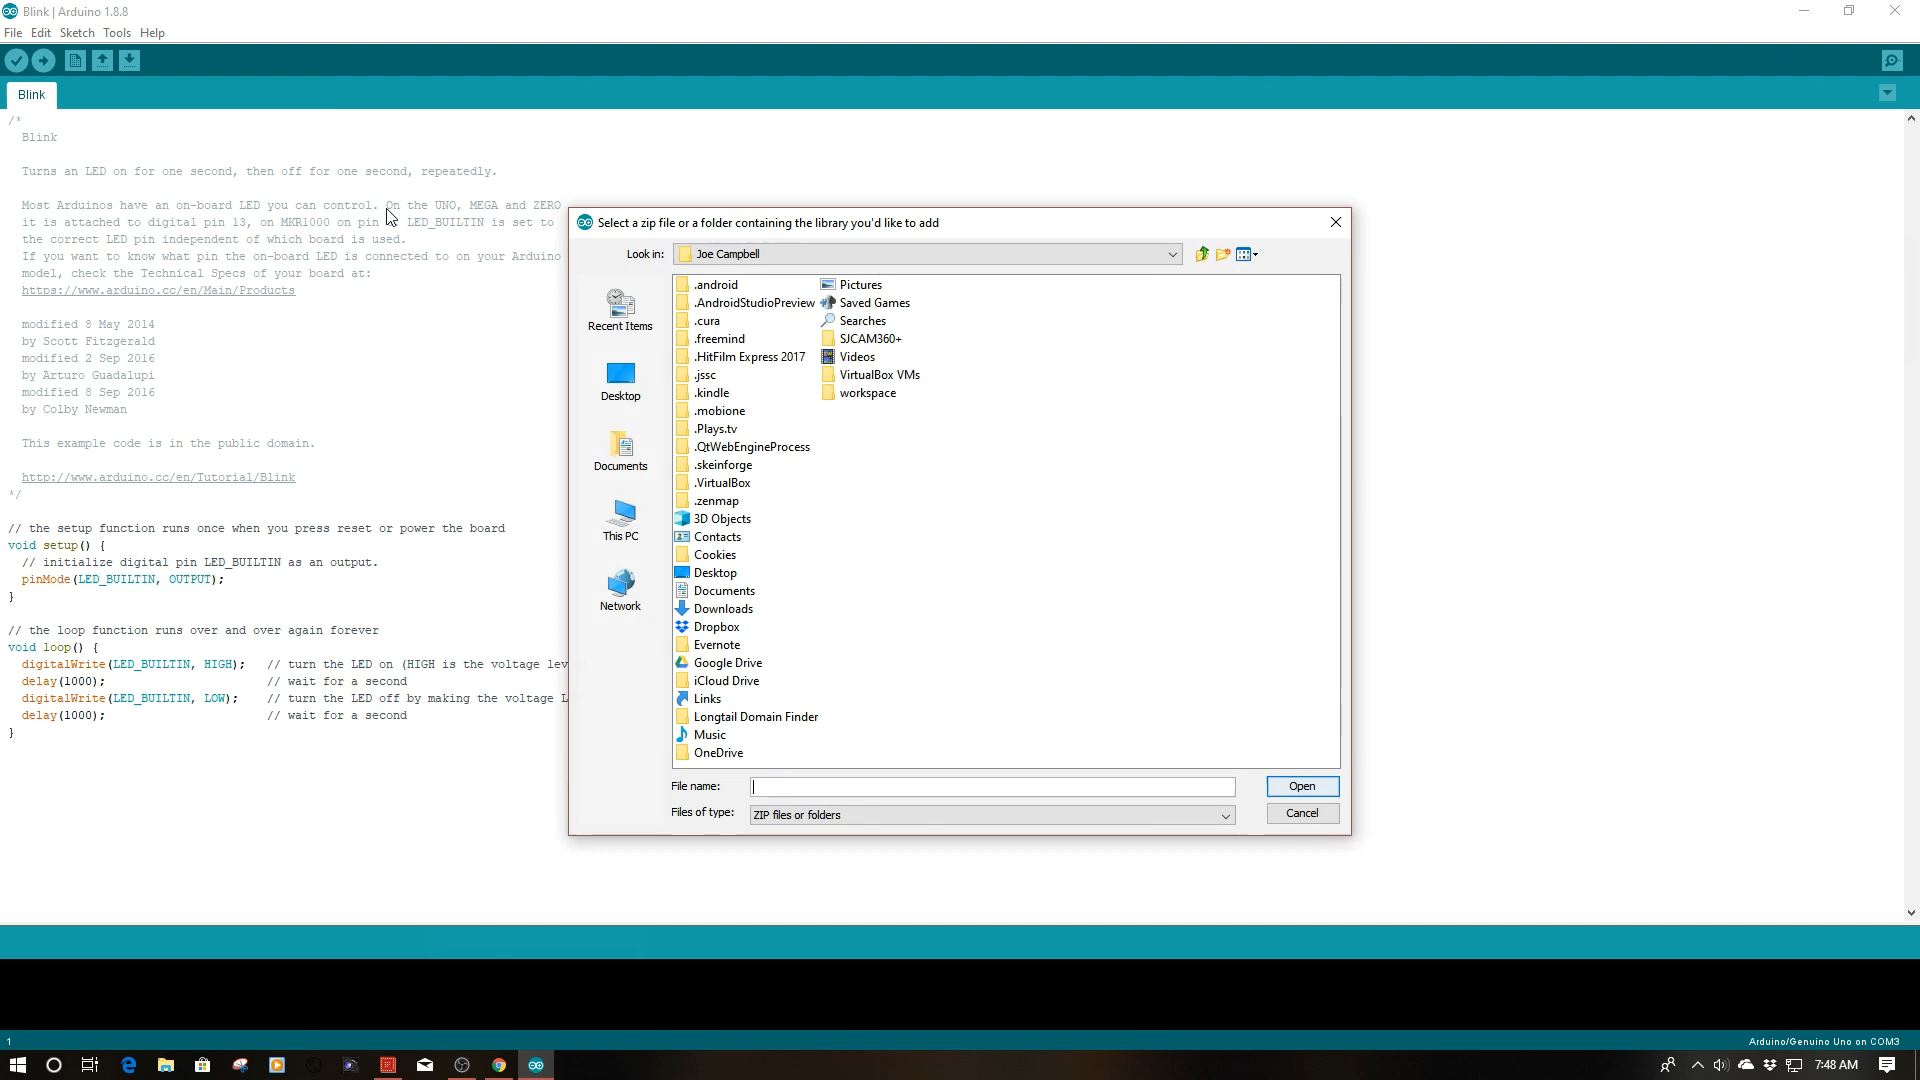 Blink | Arduino 1.8.8
File Edit Sketch Tools Help
Blink
/*
Blink
Turns an LED on for one second, then off for one second, repeatedly.
Most Arduinos have an on-board LED you can control. On the UNO, MEGA and ZERO
it is attached to digital pin 13, on MKR1000 on pin LED_BUILTIN is set to
the correct LED pin independent of which board is used.
If you want to know what pin the on-board LED is connected to on your Arduino
model, check the Technical Specs of your board at:
https://www.arduino.cc/en/Main/Products
modified 8 May 2014
by Scott Fitzgerald
modified 2 Sep 2016
by Arturo Guadalupi
modified 8 Sep 2016
by Colby Newman
This example code is in the public domain.
http://www.arduino.cc/en/Tutorial/Blink
*/
// the setup function runs once when you press reset or power the board
void setup() {
// initialize digital pin LED_BUILTIN as an output.
pinMode(LED_BUILTIN, OUTPUT);
}
// the loop function runs over and over again forever
void loop() {
digitalWrite(LED_BUILTIN, HIGH); // turn the LED on (HIGH is the voltage lev
delay(1000); // wait for a second
digitalWrite(LED_BUILTIN, LOW); // turn the LED off by making the voltage L
delay(1000); // wait for a second
}
Select a zip file or a folder containing the library you'd like to add
Look in: Joe Campbell
Recent Items
Desktop
Documents
This PC
Network
.android
.AndroidStudioPreview
.cura
.freemind
.HitFilm Express 2017
.jssc
.kindle
.mobione
.Plays.tv
.QtWebEngineProcess
.skeinforge
.VirtualBox
.zenmap
3D Objects
Contacts
Cookies
Desktop
Documents
Downloads
Dropbox
Evernote
Google Drive
iCloud Drive
Links
Longtail Domain Finder
Music
OneDrive
Pictures
Saved Games
Searches
SJCAM360+
Videos
VirtualBox VMs
workspace
File name:
Open
Files of type: ZIP files or folders
Cancel
1
Arduino/Genuino Uno on COM3
7:48 AM